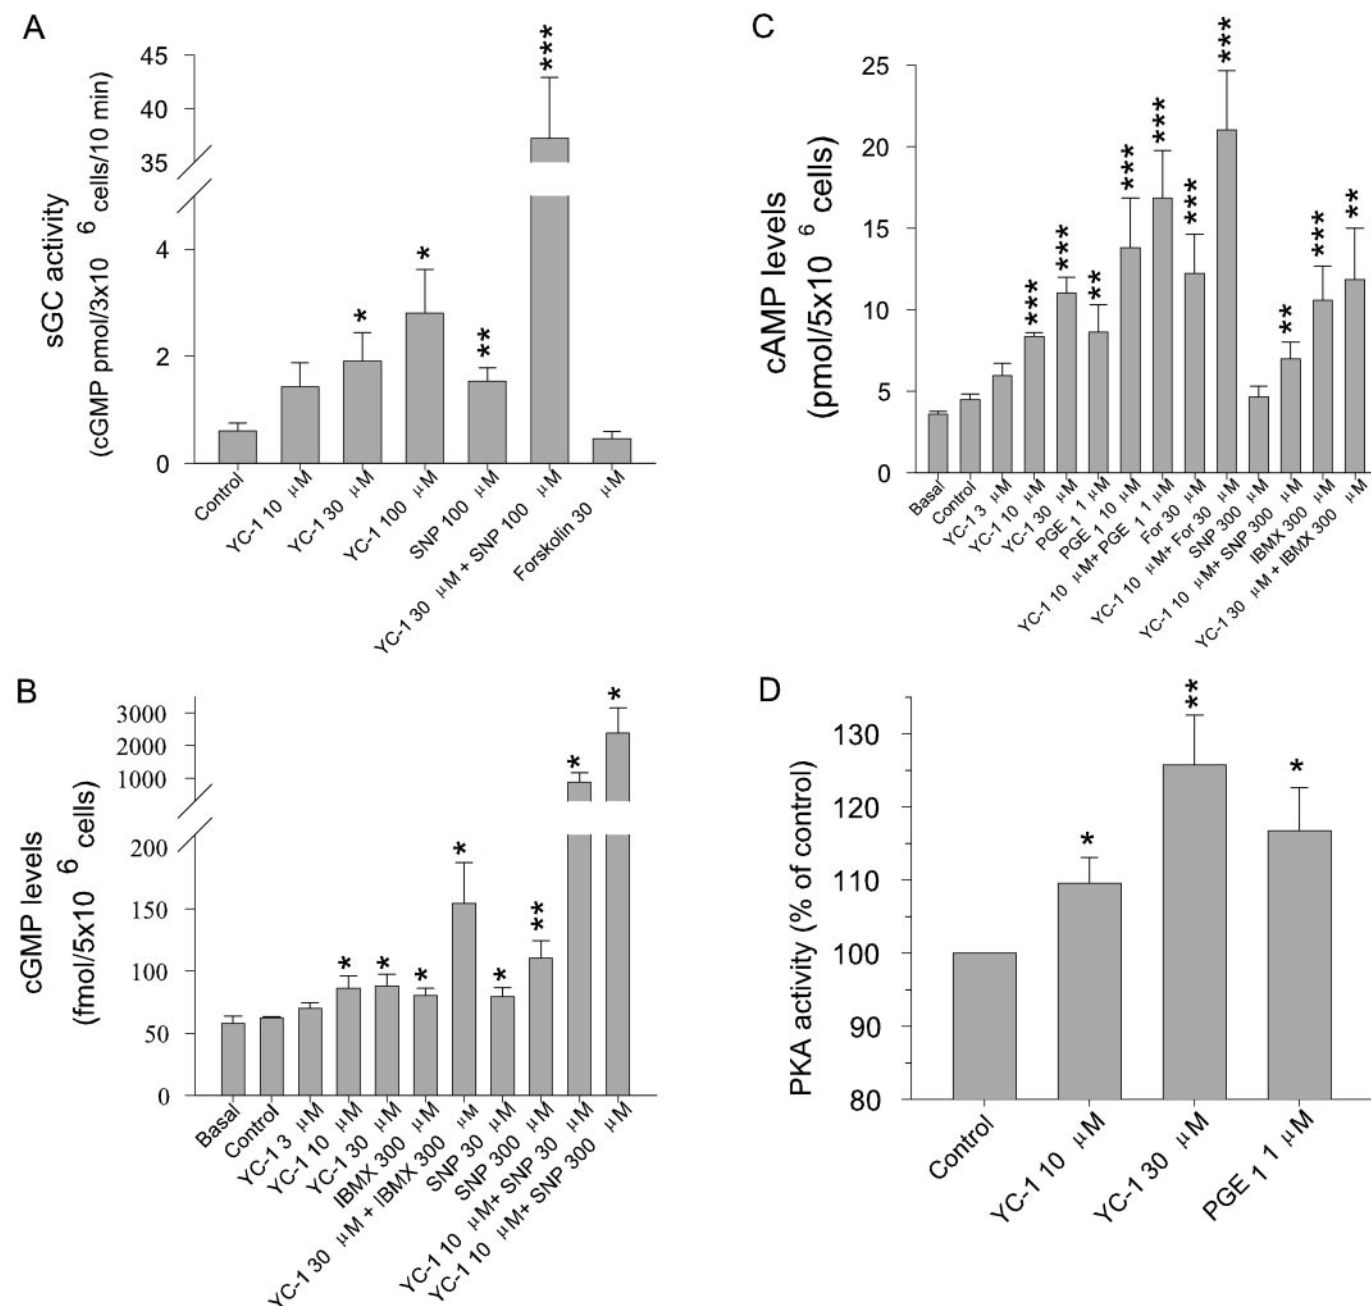 A
sGC activity
(cGMP pmol/3x10 6 cells/10 min)
45
40
35
4
2
0
***
*
*
**
Control
YC-1 10 μM
YC-1 30 μM
YC-1 100 μM
SNP 100 μM
YC-1 30 μM + SNP 100 μM
Forskolin 30 μM
C
cAMP levels
(pmol/5x10 6 cells)
25
20
15
10
5
0
***
***
**
***
***
***
***
**
***
**
Basal
Control
YC-1 3 μM
YC-1 10 μM
YC-1 30 μM
PGE 1 1 μM
PGE 1 10 μM
YC-1 10 μM+ PGE 1 1 μM
For 30 μM
YC-1 10 μM+ For 30 μM
SNP 300 μM
YC-1 10 μM+ SNP 300 μM
IBMX 300 μM
YC-1 30 μM + IBMX 300 μM
B
cGMP levels
(fmol/5x10 6 cells)
3000
2000
1000
200
150
100
50
0
*
*
*
*
*
**
*
*
Basal
Control
YC-1 3 μM
YC-1 10 μM
YC-1 30 μM
IBMX 300 μM
YC-1 30 μM + IBMX 300 μM
SNP 30 μM
SNP 300 μM
YC-1 10 μM+ SNP 30 μM
YC-1 10 μM+ SNP 300 μM
D
PKA activity (% of control)
130
120
110
100
90
80
*
**
*
Control
YC-1 10 μM
YC-1 30 μM
PGE 1 1 μM